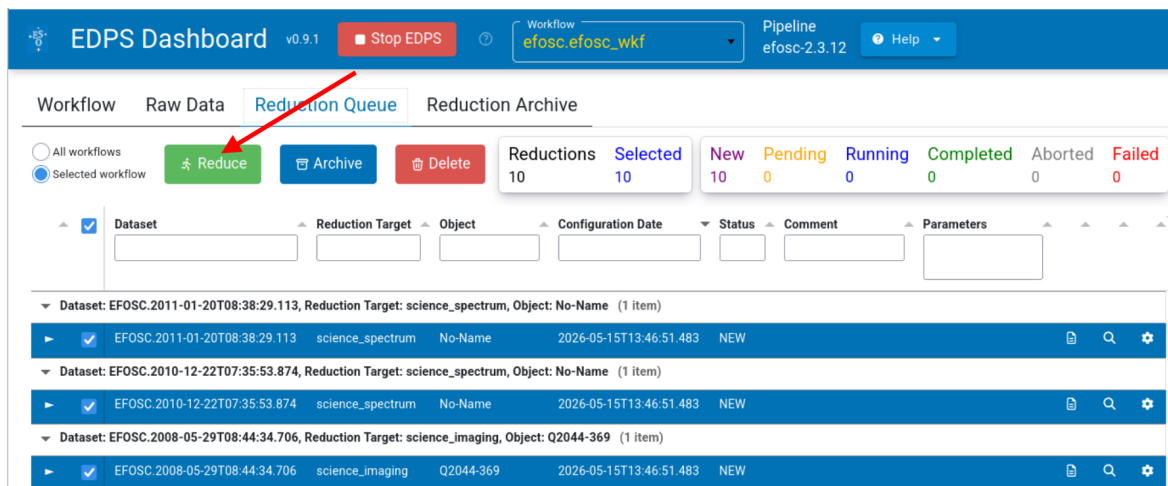 ES
O
EDPS Dashboard v0.9.1 Stop EDPS Workflow efosc.efosc_wkf Pipeline efosc-2.3.12 Help
Workflow Raw Data Reduction Queue Reduction Archive
All workflows
Selected workflow
Reduce Archive Delete
Reductions Selected New Pending Running Completed Aborted Failed
10 10 10 0 0 0 0 0
Dataset Reduction Target Object Configuration Date Status Comment Parameters
Dataset: EFOSC.2011-01-20T08:38:29.113, Reduction Target: science_spectrum, Object: No-Name (1 item)
EFOSC.2011-01-20T08:38:29.113 science_spectrum No-Name 2026-05-15T13:46:51.483 NEW
Dataset: EFOSC.2010-12-22T07:35:53.874, Reduction Target: science_spectrum, Object: No-Name (1 item)
EFOSC.2010-12-22T07:35:53.874 science_spectrum No-Name 2026-05-15T13:46:51.483 NEW
Dataset: EFOSC.2008-05-29T08:44:34.706, Reduction Target: science_imaging, Object: Q2044-369 (1 item)
EFOSC.2008-05-29T08:44:34.706 science_imaging Q2044-369 2026-05-15T13:46:51.483 NEW